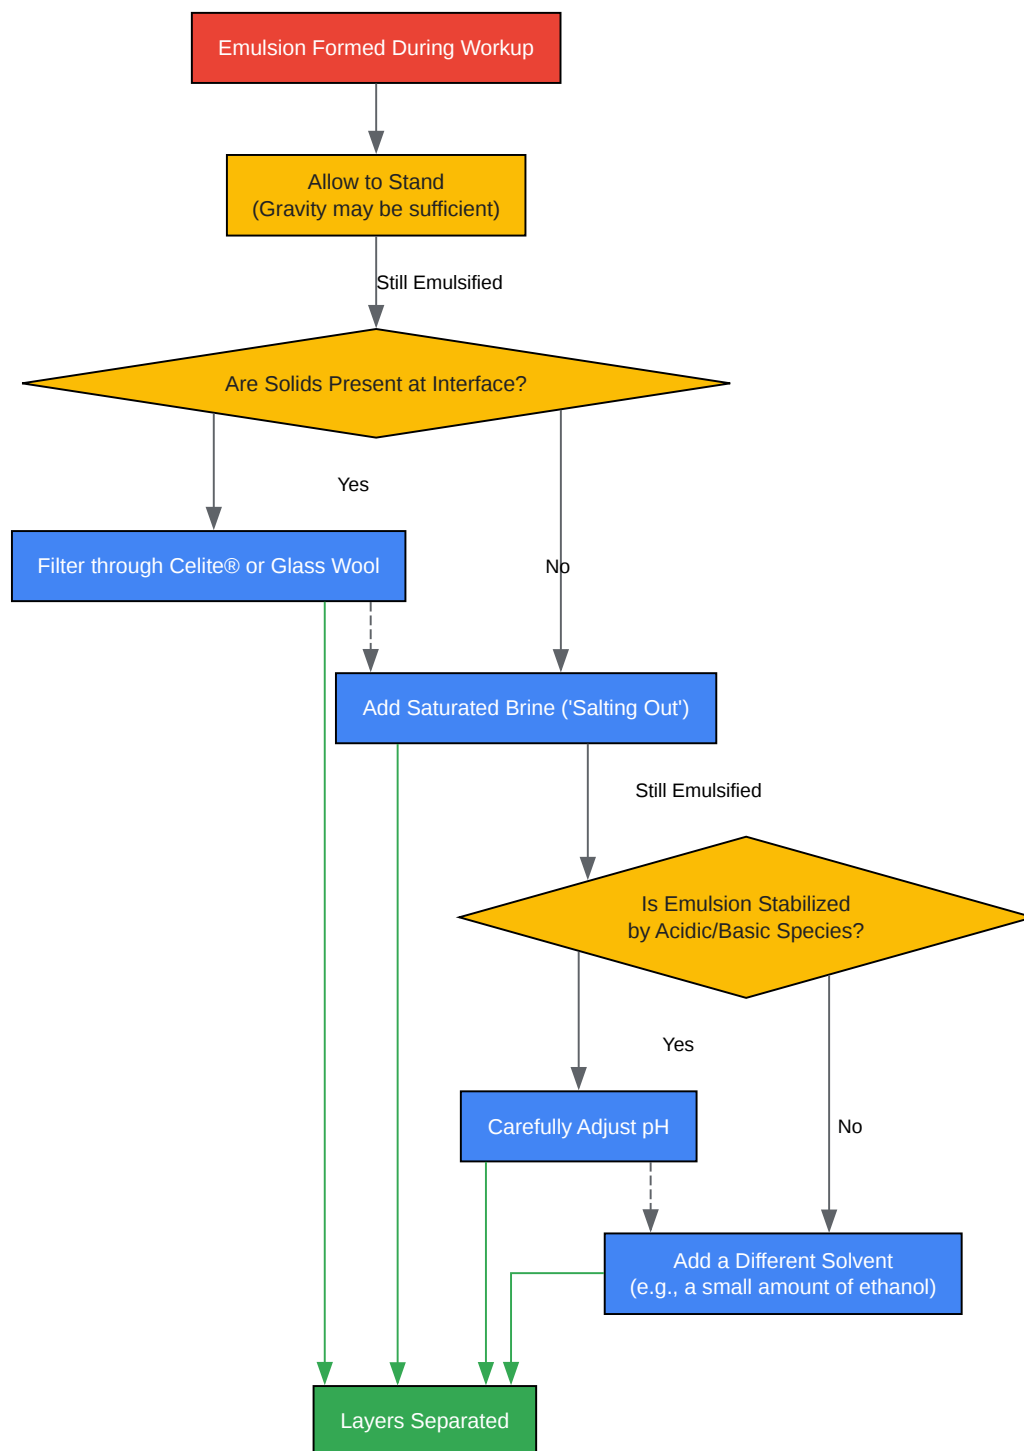 Emulsion Formed During Workup
Allow to Stand
(Gravity may be sufficient)
Still Emulsified
Are Solids Present at Interface?
Yes
Filter through Celite® or Glass Wool
No
Add Saturated Brine ('Salting Out')
Still Emulsified
Is Emulsion Stabilized
by Acidic/Basic Species?
Yes
Carefully Adjust pH
No
Add a Different Solvent
(e.g., a small amount of ethanol)
Layers Separated